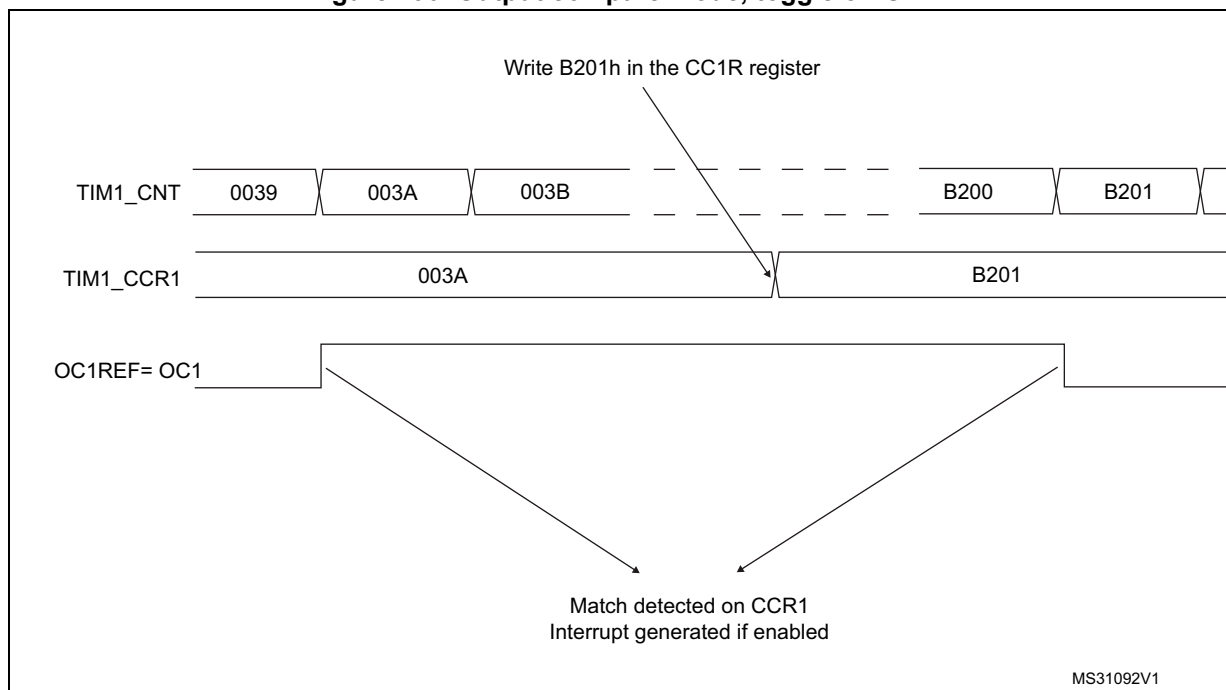 Write B201h in the CC1R register
TIM1_CNT 0039 003A 003B B200 B201
TIM1_CCR1 003A B201
OC1REF= OC1
Match detected on CCR1
Interrupt generated if enabled
MS31092V1